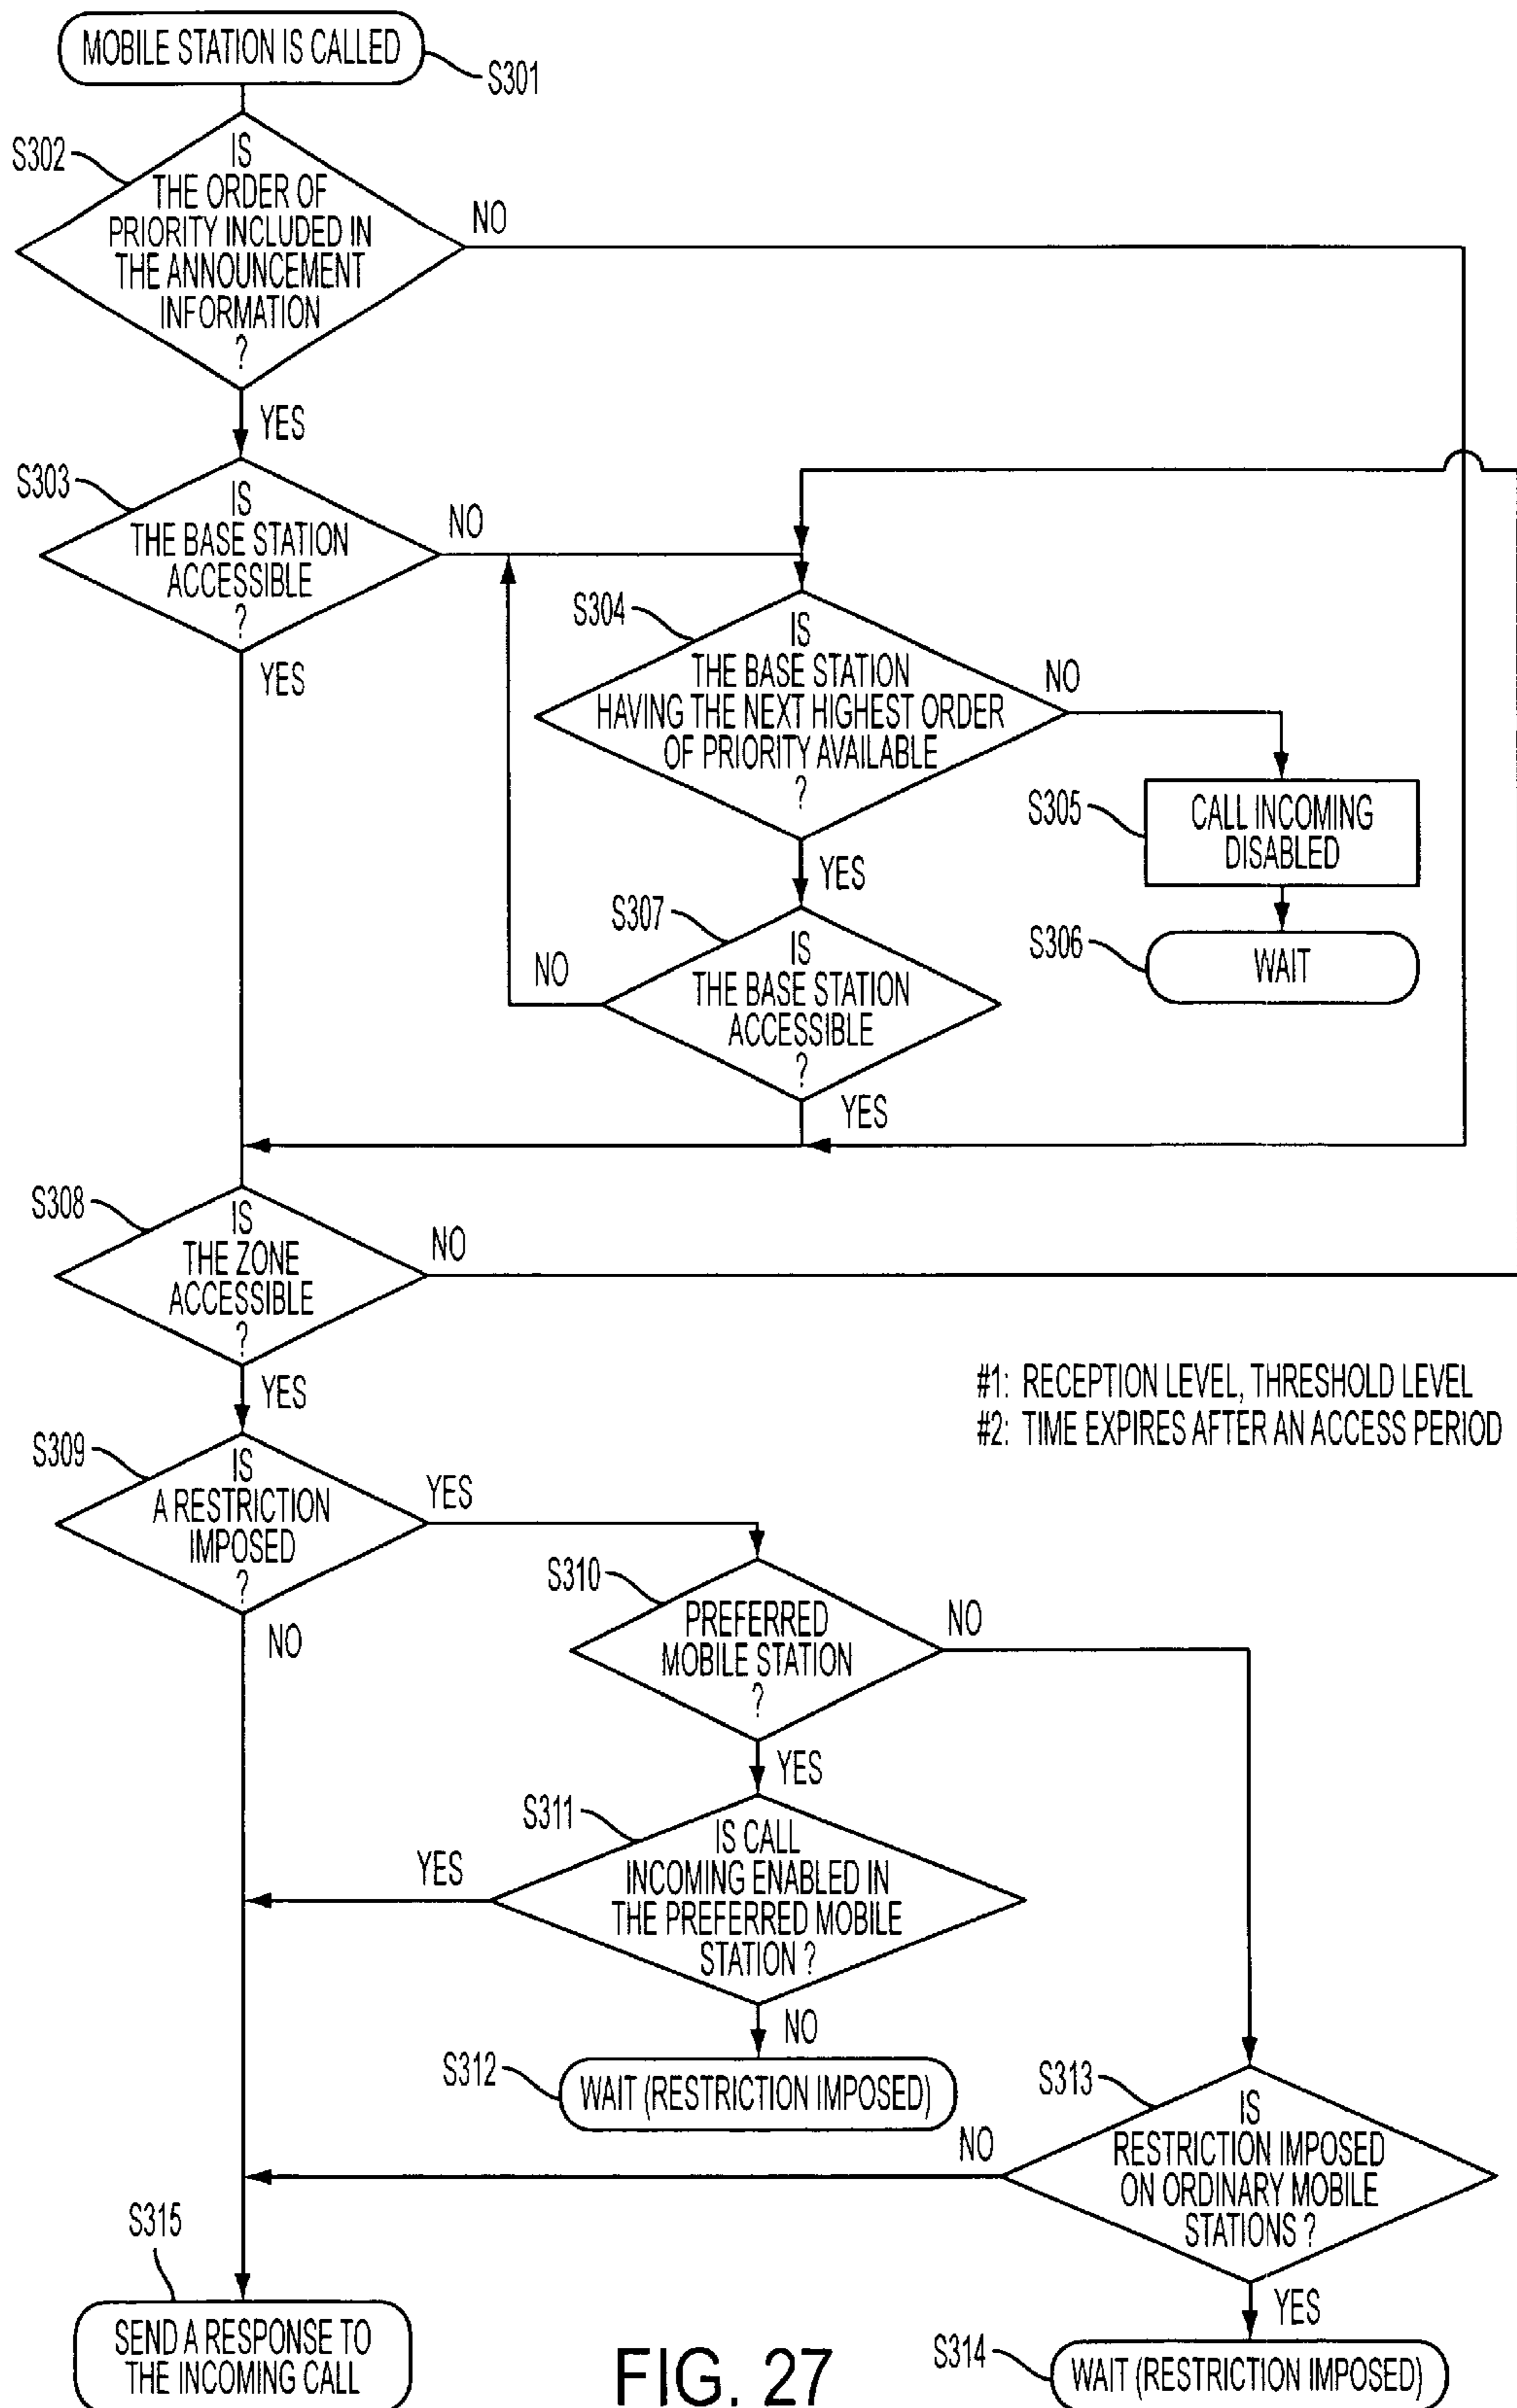 MOBILE STATION IS CALLED
S301
S302
IS
THE ORDER OF
PRIORITY INCLUDED IN
THE ANNOUNCEMENT
INFORMATION
?
NO
YES
S303
IS
THE BASE STATION
ACCESSIBLE
?
NO
YES
S304
IS
THE BASE STATION
HAVING THE NEXT HIGHEST ORDER
OF PRIORITY AVAILABLE
?
NO
YES
S305
CALL INCOMING
DISABLED
S306
WAIT
S307
IS
THE BASE STATION
ACCESSIBLE
?
NO
YES
S308
IS
THE ZONE
ACCESSIBLE
?
NO
YES
#1: RECEPTION LEVEL, THRESHOLD LEVEL
#2: TIME EXPIRES AFTER AN ACCESS PERIOD
S309
IS
A RESTRICTION
IMPOSED
?
YES
NO
S310
PREFERRED
MOBILE STATION
?
NO
YES
S311
IS CALL
INCOMING ENABLED IN
THE PREFERRED MOBILE
STATION ?
YES
NO
S312
WAIT (RESTRICTION IMPOSED)
S313
IS
RESTRICTION IMPOSED
ON ORDINARY MOBILE
STATIONS ?
NO
YES
S314
WAIT (RESTRICTION IMPOSED)
S315
SEND A RESPONSE TO
THE INCOMING CALL
FIG. 27